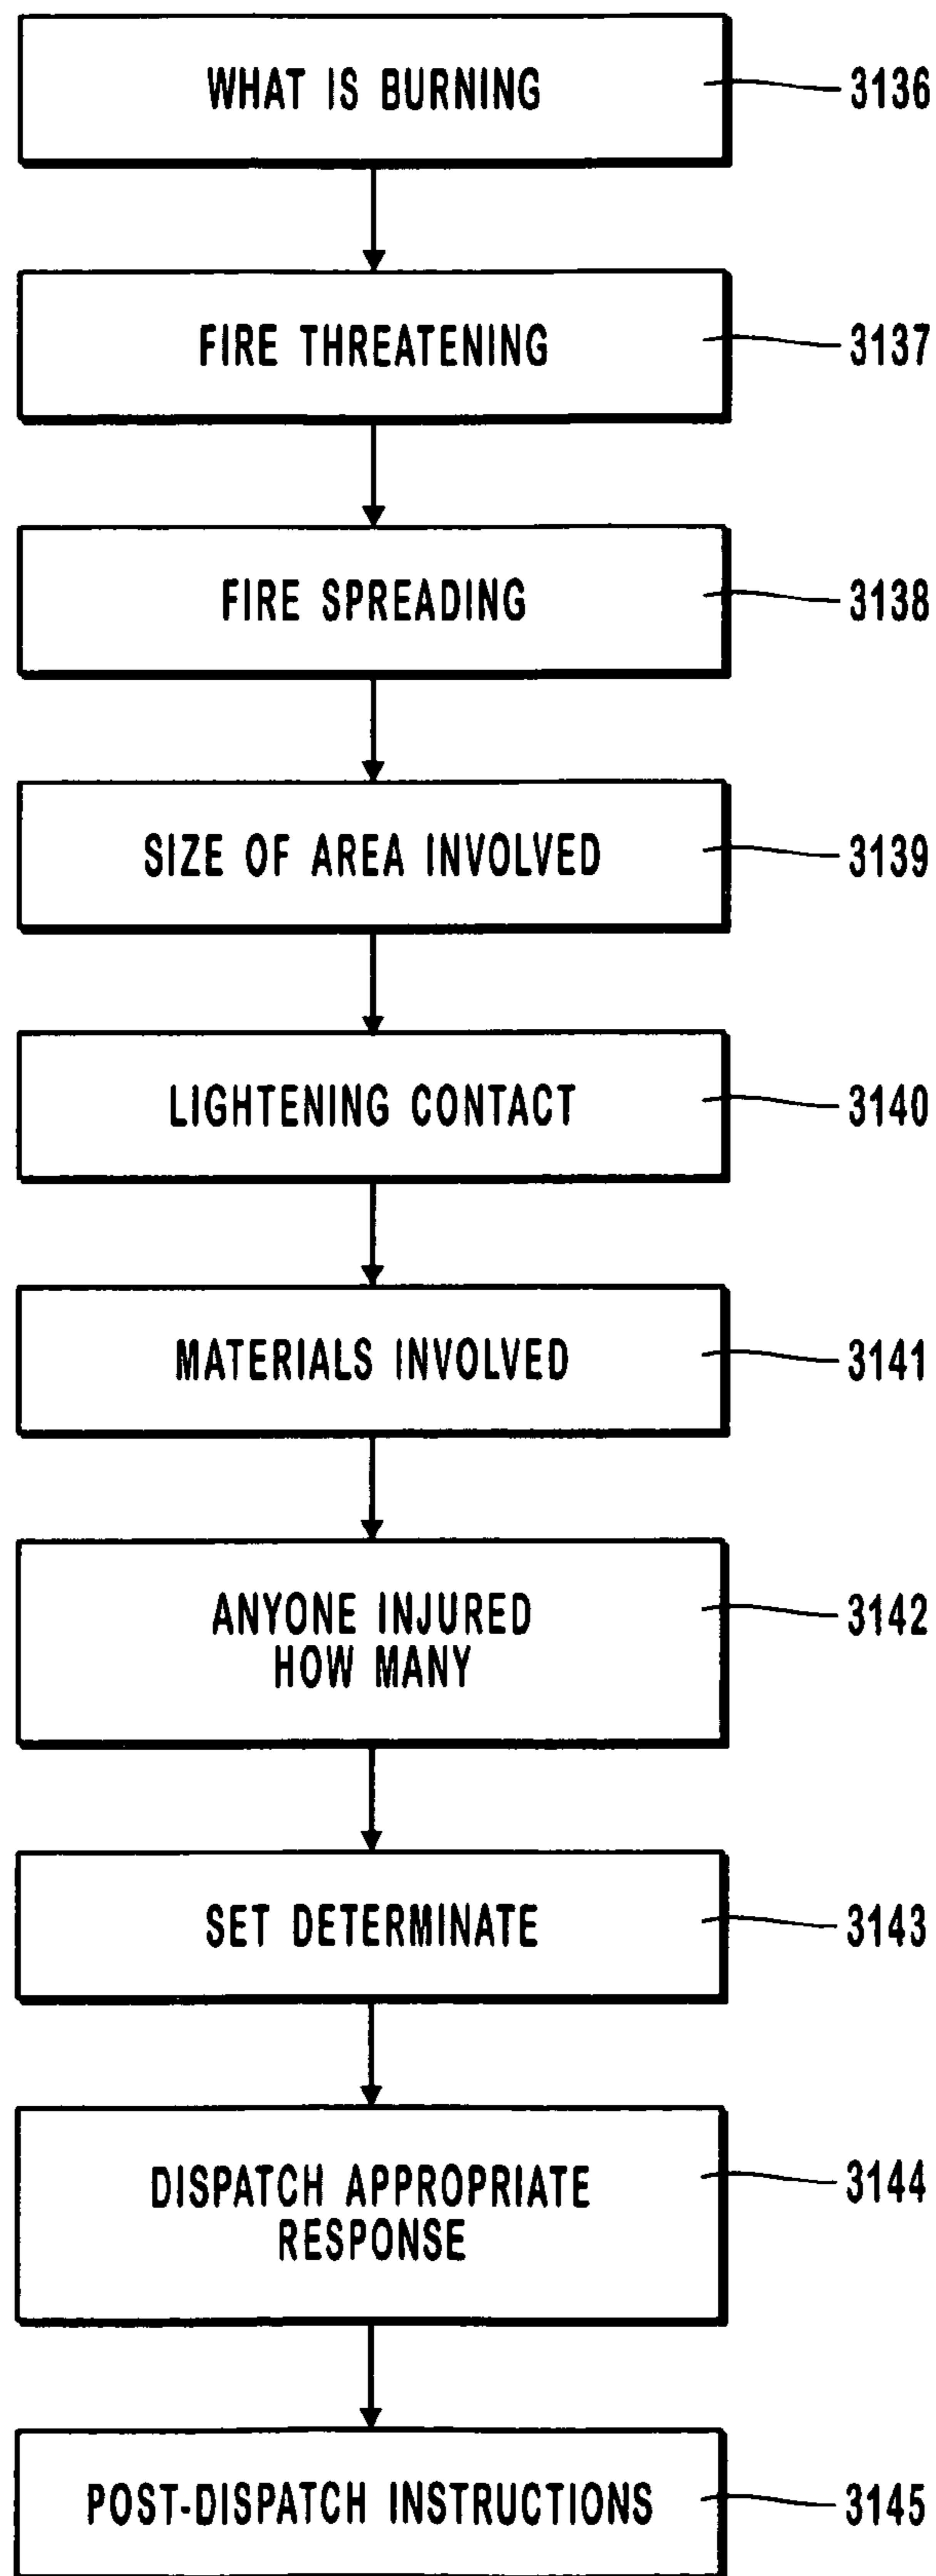 WHAT IS BURNING
3136
FIRE THREATENING
3137
FIRE SPREADING
3138
SIZE OF AREA INVOLVED
3139
LIGHTENING CONTACT
3140
MATERIALS INVOLVED
3141
ANYONE INJURED
HOW MANY
3142
SET DETERMINATE
3143
DISPATCH APPROPRIATE
RESPONSE
3144
POST-DISPATCH INSTRUCTIONS
3145